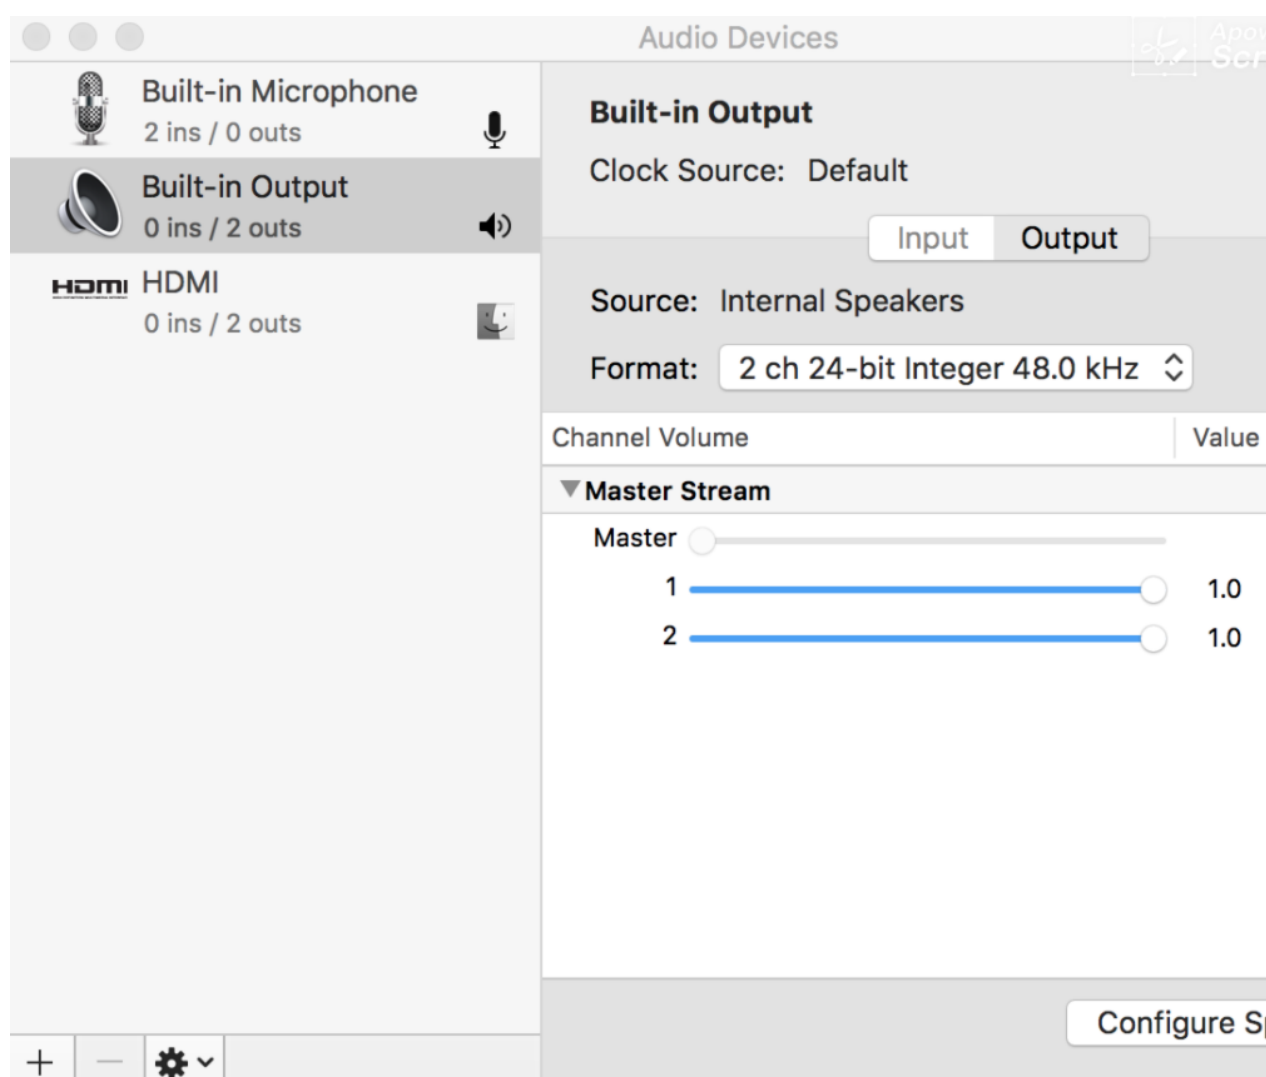 Audio Devices
Built-in Microphone
2 ins / 0 outs
Built-in Output
0 ins / 2 outs
HDMI
HDMI
0 ins / 2 outs
Built-in Output
Clock Source: Default
Input Output
Source: Internal Speakers
Format: 2 ch 24-bit Integer 48.0 kHz
Channel Volume Value
Master Stream
Master
1 1.0
2 1.0
Configure